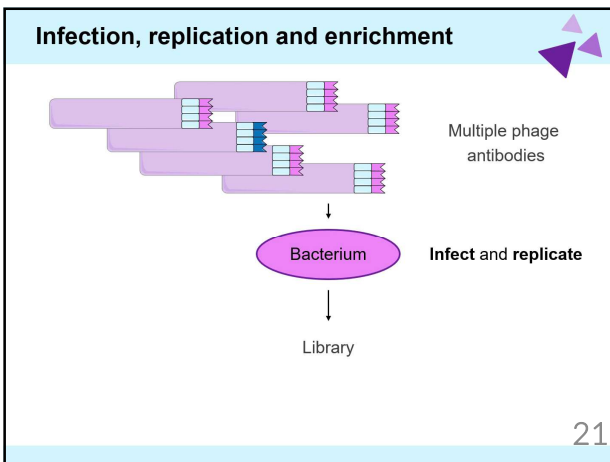 Infection, replication and enrichment
Multiple phage
antibodies
Bacterium
Infect and replicate
Library
21